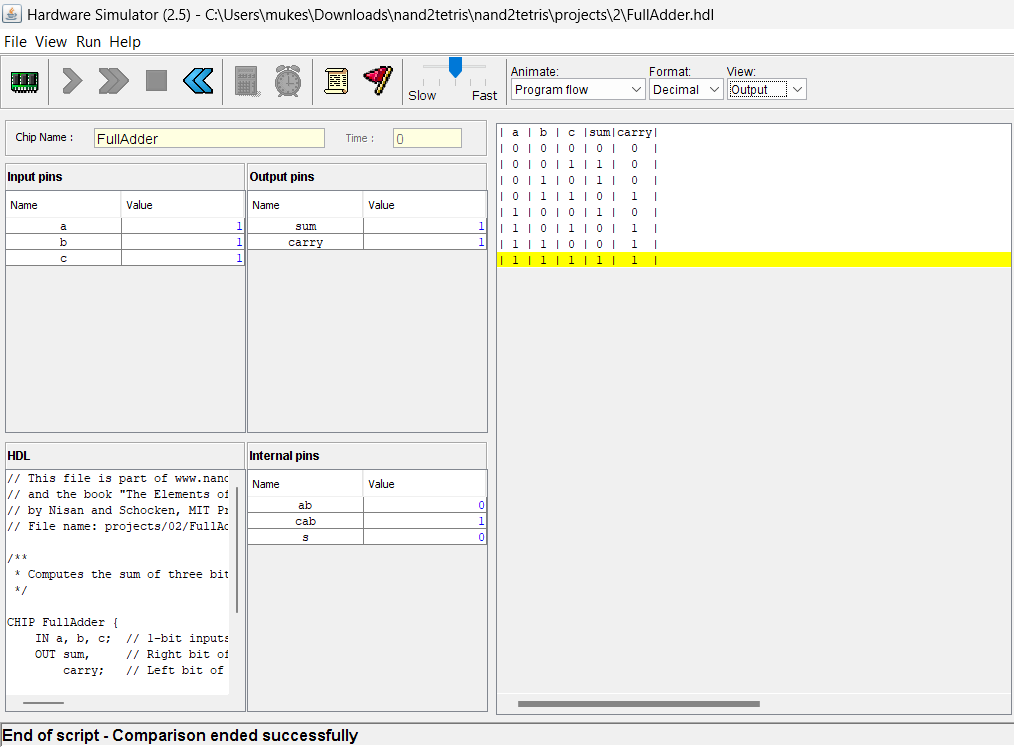 Hardware Simulator (2.5) - C:\Users\mukes\Downloads\nand2tetris\nand2tetris\projects\2\FullAdder.hdl
File View Run Help
Slow Fast
Animate: Format: View:
Program flow Decimal Output
Chip Name : FullAdder Time : 0
Input pins
Name Value
a 1
b 1
c 1
Output pins
Name Value
sum 1
carry 1
HDL
// This file is part of www.nand
// and the book "The Elements of
// by Nisan and Schocken, MIT Pr
// File name: projects/02/FullAd
/**
* Computes the sum of three bit
*/
CHIP FullAdder {
IN a, b, c; // 1-bit inputs
OUT sum, // Right bit of
carry; // Left bit of
Internal pins
Name Value
ab 0
cab 1
s 0
| a | b | c |sum|carry|
| 0 | 0 | 0 | 0 | 0 |
| 0 | 0 | 1 | 1 | 0 |
| 0 | 1 | 0 | 1 | 0 |
| 0 | 1 | 1 | 0 | 1 |
| 1 | 0 | 0 | 1 | 0 |
| 1 | 0 | 1 | 0 | 1 |
| 1 | 1 | 0 | 0 | 1 |
| 1 | 1 | 1 | 1 | 1 |
End of script - Comparison ended successfully